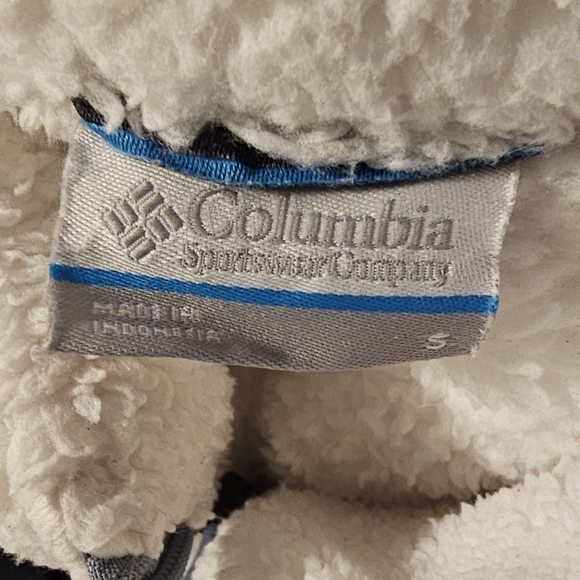 Columbia
Sportswear Company
MADE IN
INDONESIA
S